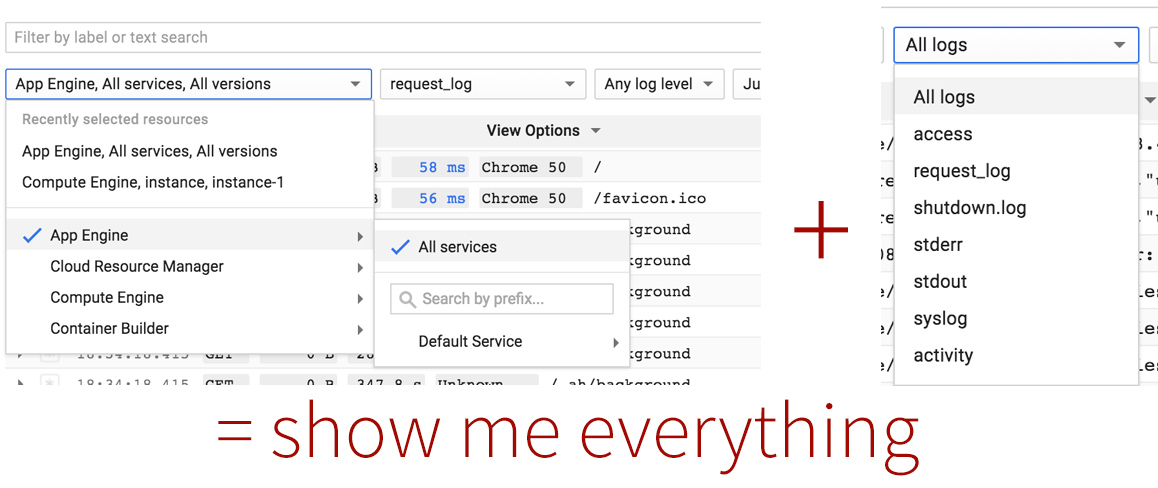 Filter by label or text search
App Engine, All services, All versions
request_log
Any log level
Ju
Recently selected resources
App Engine, All services, All versions
Compute Engine, instance, instance-1
View Options
58 ms Chrome 50 /
56 ms Chrome 50 /favicon.ico
App Engine
Cloud Resource Manager
Compute Engine
Container Builder
All services
Search by prefix...
Default Service
kground
kground
kground
kground
kground
18:34:18.415 GET 0 B 347.8 s Unknown /_ah/background
+
All logs
All logs
access
request_log
shutdown.log
stderr
stdout
syslog
activity
= show me everything